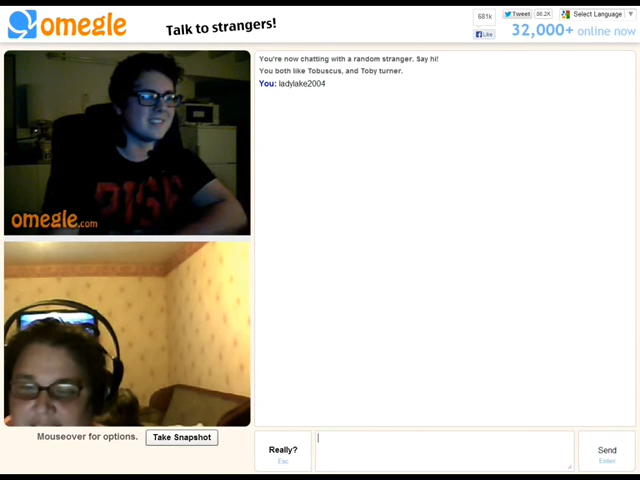 omegle
Talk to strangers!
681k
Like
Tweet
86.2K
Select Language
32,000+ online now
You're now chatting with a random stranger. Say hi!
You both like Tobuscus, and Toby turner.
You: ladylake2004
omegle.com
Mouseover for options.
Take Snapshot
Really?
Esc
Send
Enter